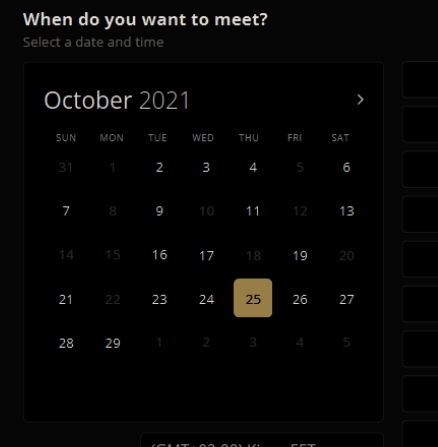 When do you want to meet?
Select a date and time
October 2021 >
SUN MON TUE WED THU FRI SAT
31 1 2 3 4 5 6
7 8 9 10 11 12 13
14 15 16 17 18 19 20
21 22 23 24 25 26 27
28 29 1 2 3 4 5